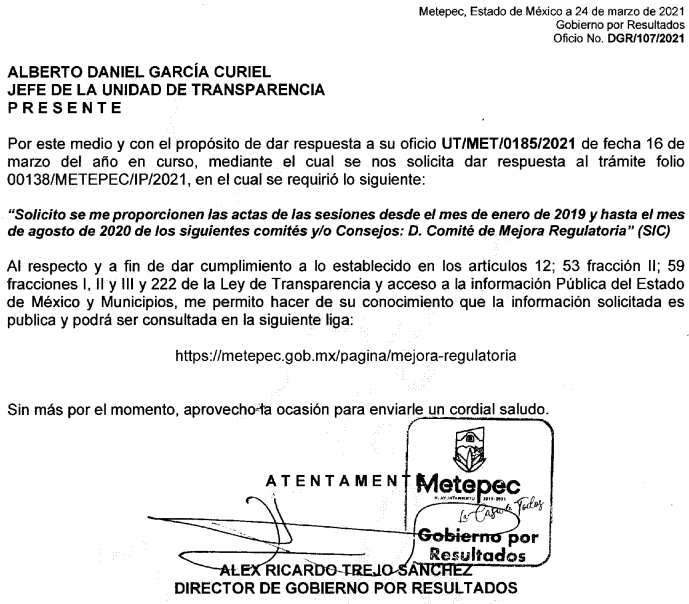 Metepec, Estado de México a 24 de marzo de 2021
Gobierno por Resultados
Oficio No. DGR/107/2021
ALBERTO DANIEL GARCÍA CURIEL
JEFE DE LA UNIDAD DE TRANSPARENCIA
P R E S E N T E
Por este medio y con el propósito de dar respuesta a su oficio UT/MET/0185/2021 de fecha 16 de
marzo del año en curso, mediante el cual se nos solicita dar respuesta al trámite folio
00138/METEPEC/IP/2021, en el cual se requirió lo siguiente:
“Solicito se me proporcionen las actas de las sesiones desde el mes de enero de 2019 y hasta el mes
de agosto de 2020 de los siguientes comités y/o Consejos: D. Comité de Mejora Regulatoria” (SIC)
Al respecto y a fin de dar cumplimiento a lo establecido en los artículos 12; 53 fracción II; 59
fracciones I, II y III y 222 de la Ley de Transparencia y acceso a la información Pública del Estado
de México y Municipios, me permito hacer de su conocimiento que la información solicitada es
publica y podrá ser consultada en la siguiente liga:
https://metepec.gob.mx/pagina/mejora-regulatoria
Sin más por el momento, aprovecho la ocasión para enviarle un cordial saludo.
A T E N T A M E N T E
Metepec
H. AYUNTAMIENTO 2019-2021
La Casa de Todos
Gobierno por
Resultados
ALEX RICARDO TREJO SÁNCHEZ
DIRECTOR DE GOBIERNO POR RESULTADOS